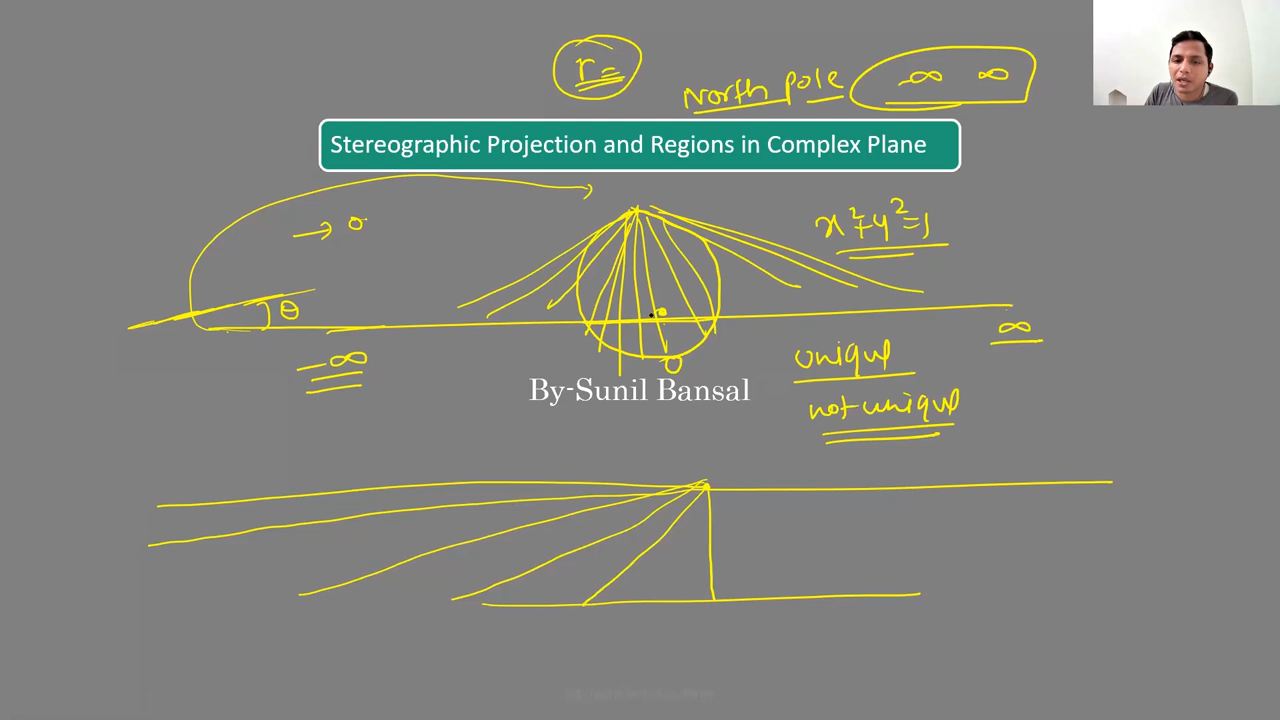 r=
North pole -∞ ∞
Stereographic Projection and Regions in Complex Plane
→ 0
x²+y²=1
θ
∞
-∞
0
unique
By-Sunil Bansal
not unique